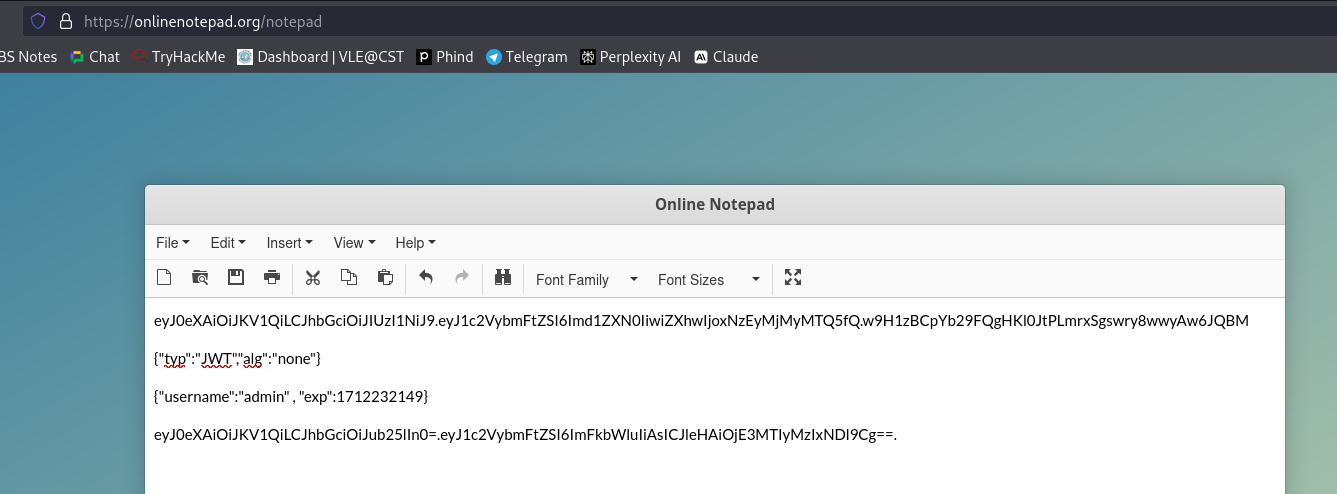 https://onlinenotepad.org/notepad
BS Notes Chat TryHackMe Dashboard | VLE@CST Phind Telegram Perplexity AI Claude
Online Notepad
File Edit Insert View Help
Font Family Font Sizes
eyJ0eXAiOiJKV1QiLCJhbGciOiJIUzI1NiJ9.eyJ1c2VybmFtZSI6Imd1ZXN0IiwiZXhwIjoxNzEyMjMyMTQ5fQ.w9H1zBCpYb29FQgHKl0JtPLmrxSgswry8wwyAw6JQBM
{"typ":"JWT","alg":"none"}
{"username":"admin" , "exp":1712232149}
eyJ0eXAiOiJKV1QiLCJhbGciOiJub25lIn0=.eyJ1c2VybmFtZSI6ImFkbWluIiAsICJleHAiOjE3MTIyMzIxNDl9Cg==.